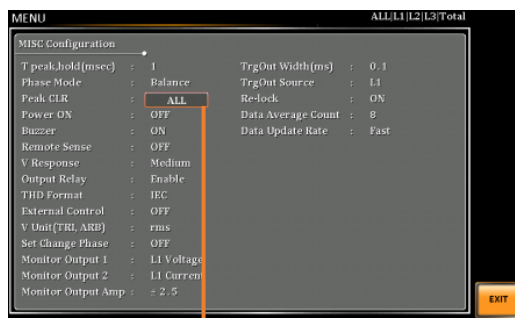 MENU ALL|L1|L2|L3|Total
MISC Configuration
T peak,hold(msec) : 1 TrgOut Width(ms) : 0.1
Phase Mode : Balance TrgOut Source : L1
Peak CLR : ALL Re-lock : ON
Power ON : OFF Data Average Count : 8
Buzzer : ON Data Update Rate : Fast
Remote Sense : OFF
V Response : Medium
Output Relay : Enable
THD Format : IEC
External Control : OFF
V Unit(TRI, ARB) : rms
Set Change Phase : OFF
Monitor Output 1 : L1 Voltage
Monitor Output 2 : L1 Current
Monitor Output Amp : ± 2.5
EXIT